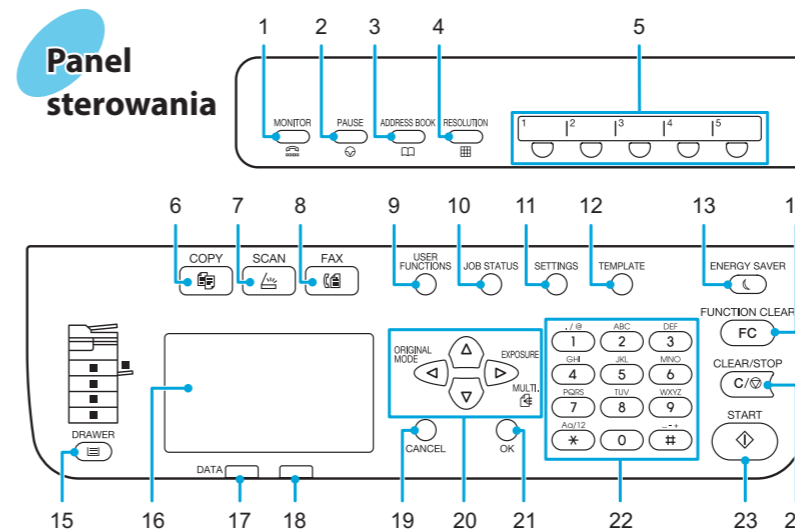 Panel
sterowania
1 2 3 4 5
MONITOR PAUSE ADDRESS BOOK RESOLUTION
1 2 3 4 5
6 7 8 9 10 11 12 13 1
COPY SCAN FAX USER FUNCTIONS JOB STATUS SETTINGS TEMPLATE ENERGY SAVER
FUNCTION CLEAR
FC
ORIGINAL MODE EXPOSURE
MULTI.
. / @ ABC DEF
1 2 3
GHI JKL MNO
4 5 6
PQRS TUV WXYZ
7 8 9
Aα/12 _ - +
* 0 #
CLEAR/STOP
C/
START
DRAWER
CANCEL OK
DATA
15 16 17 18 19 20 21 22 23 2